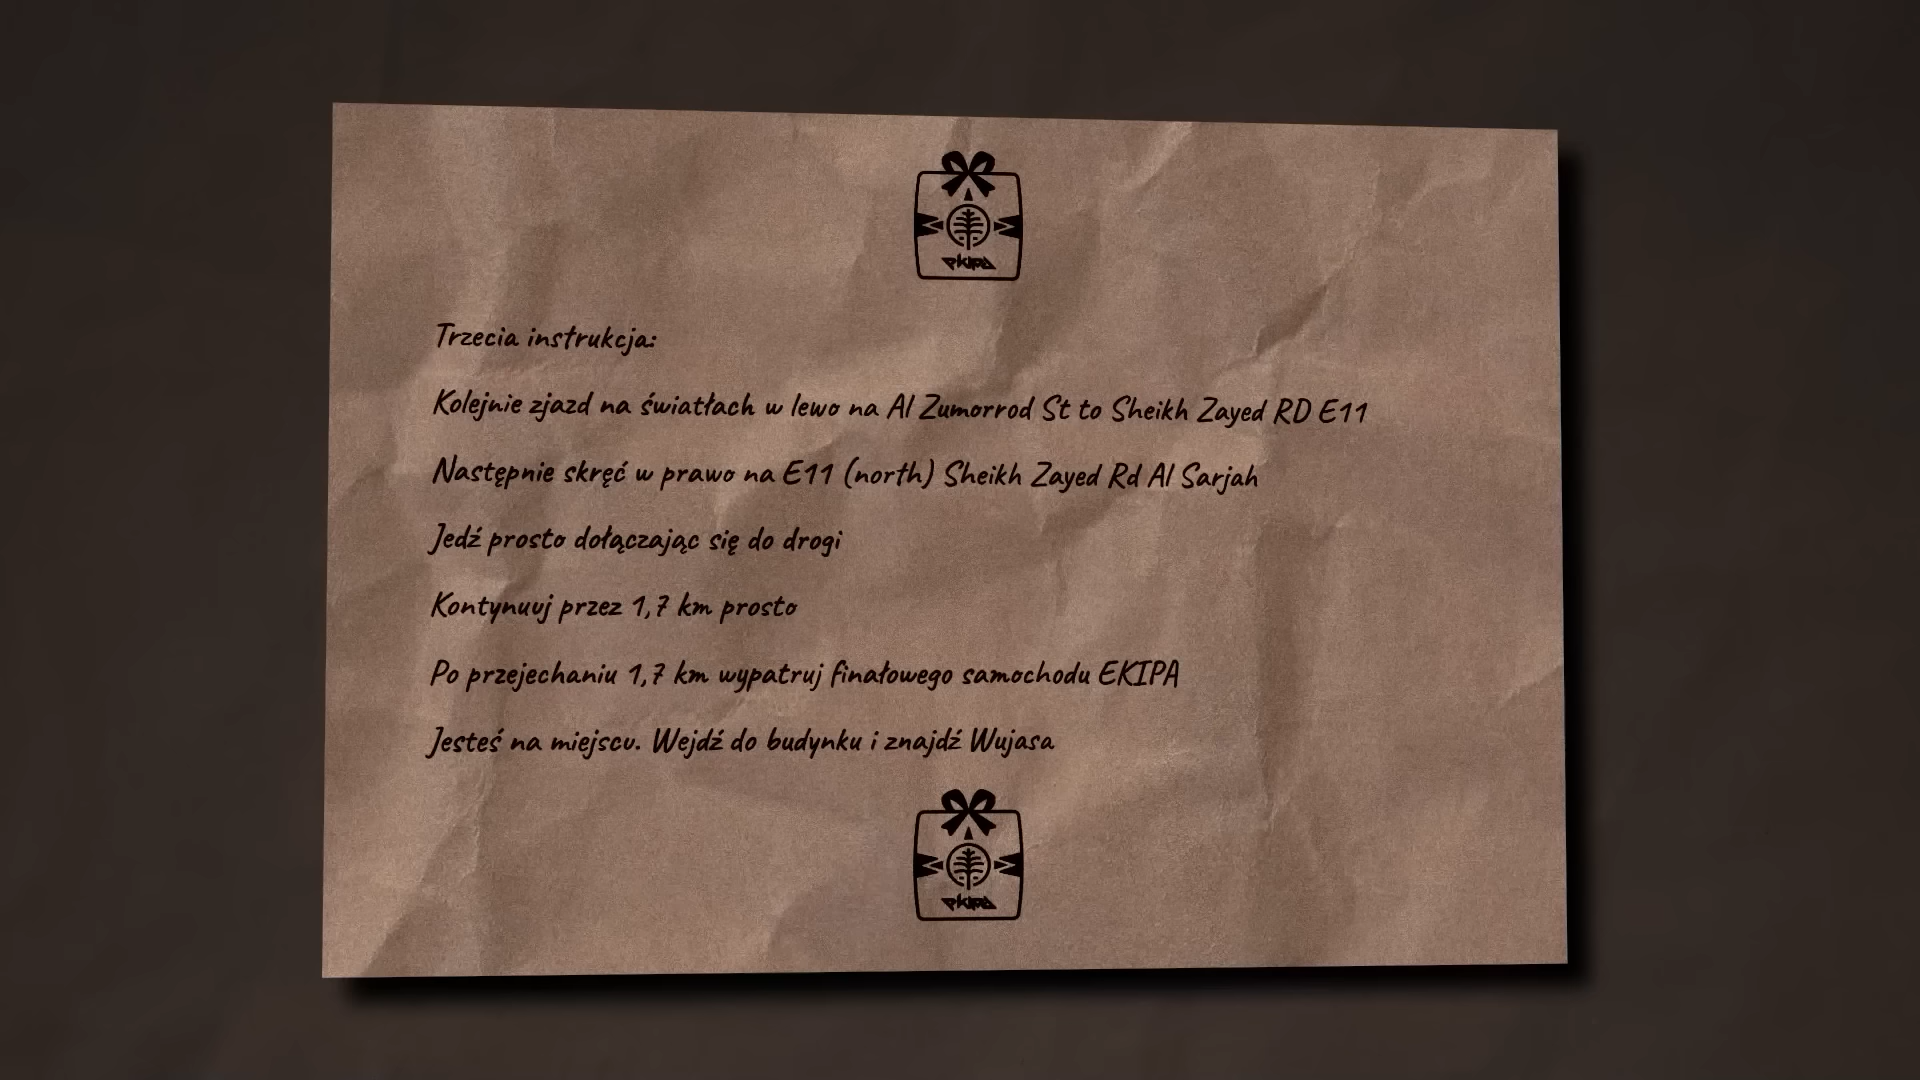 EKIPA
Trzecia instrukcja:
Kolejnie zjazd na światłach w lewo na Al Zumorrod St to Sheikh Zayed RD E11
Następnie skręć w prawo na E11 (north) Sheikh Zayed Rd Al Sarjah
Jedź prosto dołączając się do drogi
Kontynuuj przez 1,7 km prosto
Po przejechaniu 1,7 km wypatruj finałowego samochodu EKIPA
Jesteś na miejscu. Wejdź do budynku i znajdź Wujasa
EKIPA